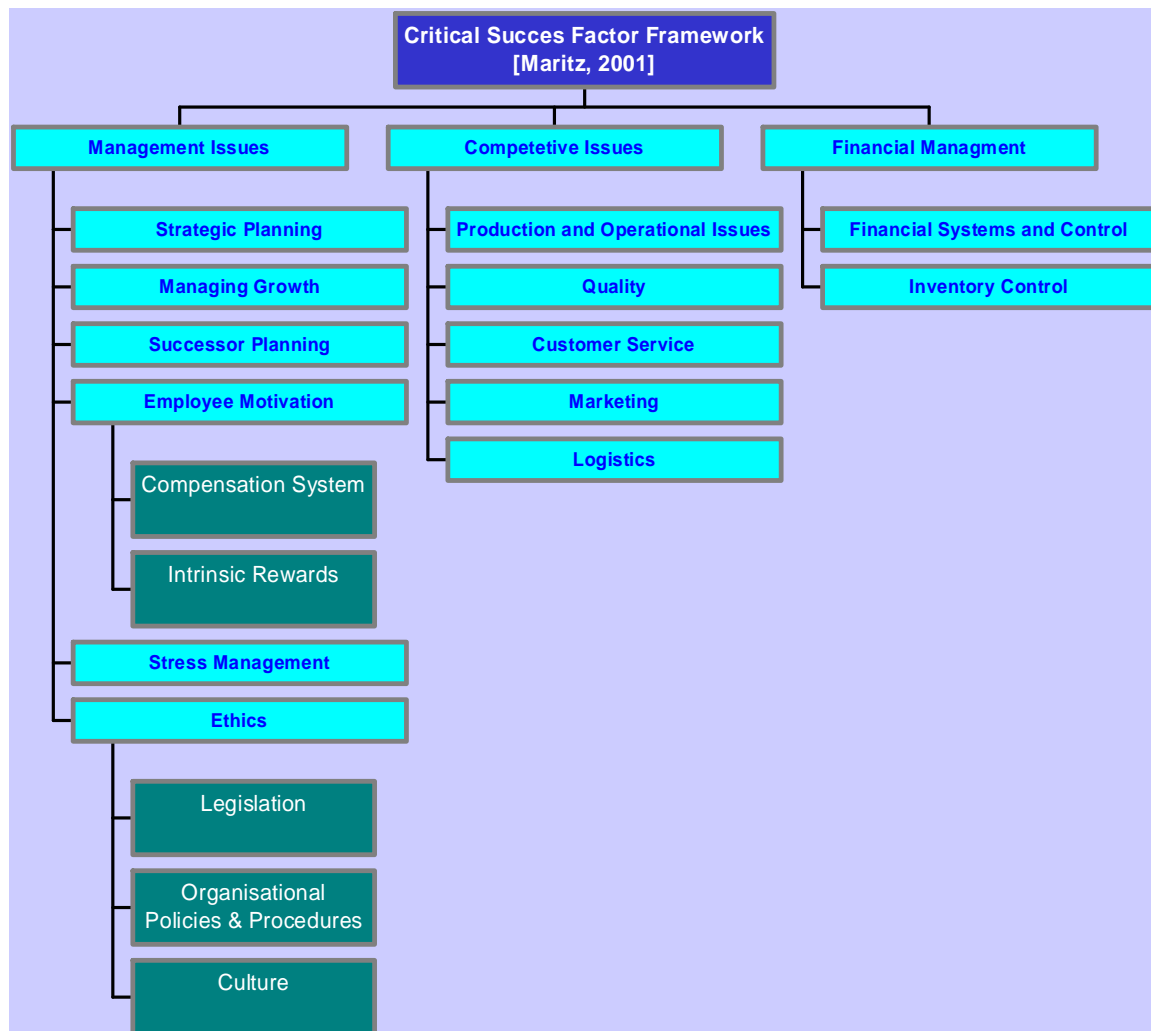 Critical Succes Factor Framework
[Maritz, 2001]
Management Issues
Competetive Issues
Financial Managment
Strategic Planning
Managing Growth
Successor Planning
Employee Motivation
Compensation System
Intrinsic Rewards
Stress Management
Ethics
Legislation
Organisational
Policies & Procedures
Culture
Production and Operational Issues
Quality
Customer Service
Marketing
Logistics
Financial Systems and Control
Inventory Control